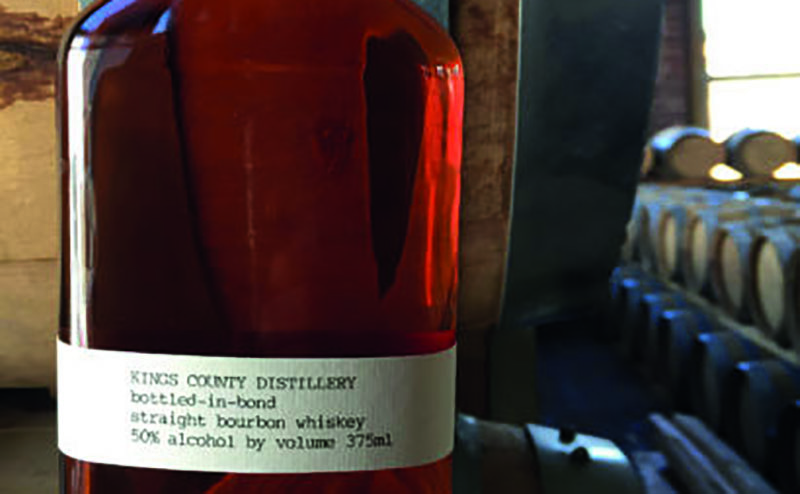 KINGS COUNTY DISTILLERY
bottled-in-bond
straight bourbon whiskey
50% alcohol by volume 375ml